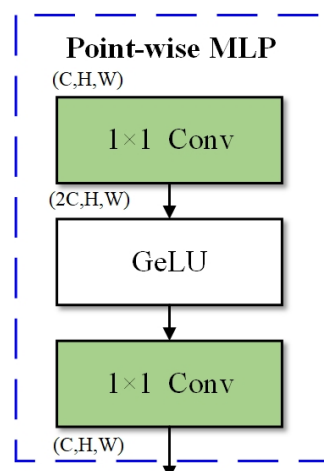 Point-wise MLP
(C,H,W)
1×1 Conv
(2C,H,W)
GeLU
1×1 Conv
(C,H,W)